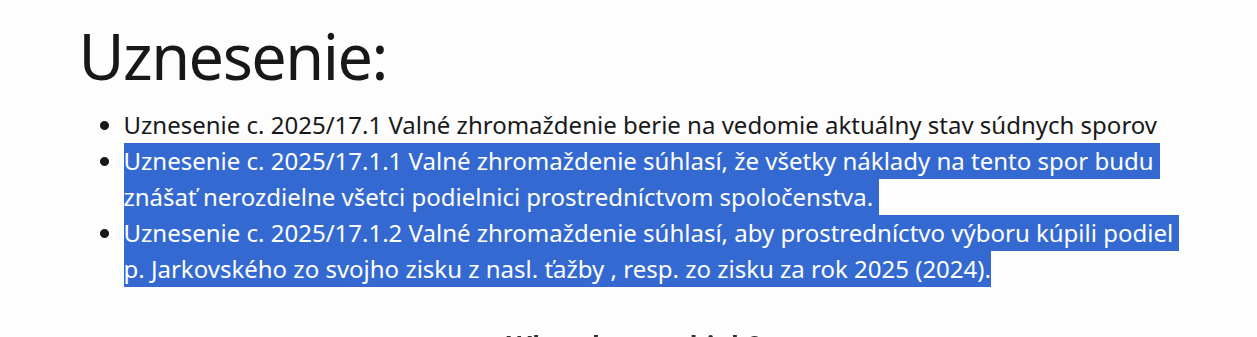 Uznesenie:
• Uznesenie c. 2025/17.1 Valné zhromaždenie berie na vedomie aktuálny stav súdnych sporov
• Uznesenie c. 2025/17.1.1 Valné zhromaždenie súhlasí, že všetky náklady na tento spor budu
znášať nerozdielne všetci podielnici prostredníctvom spoločenstva.
• Uznesenie c. 2025/17.1.2 Valné zhromaždenie súhlasí, aby prostredníctvo výboru kúpili podiel
p. Jarkovského zo svojho zisku z nasl. ťažby , resp. zo zisku za rok 2025 (2024).